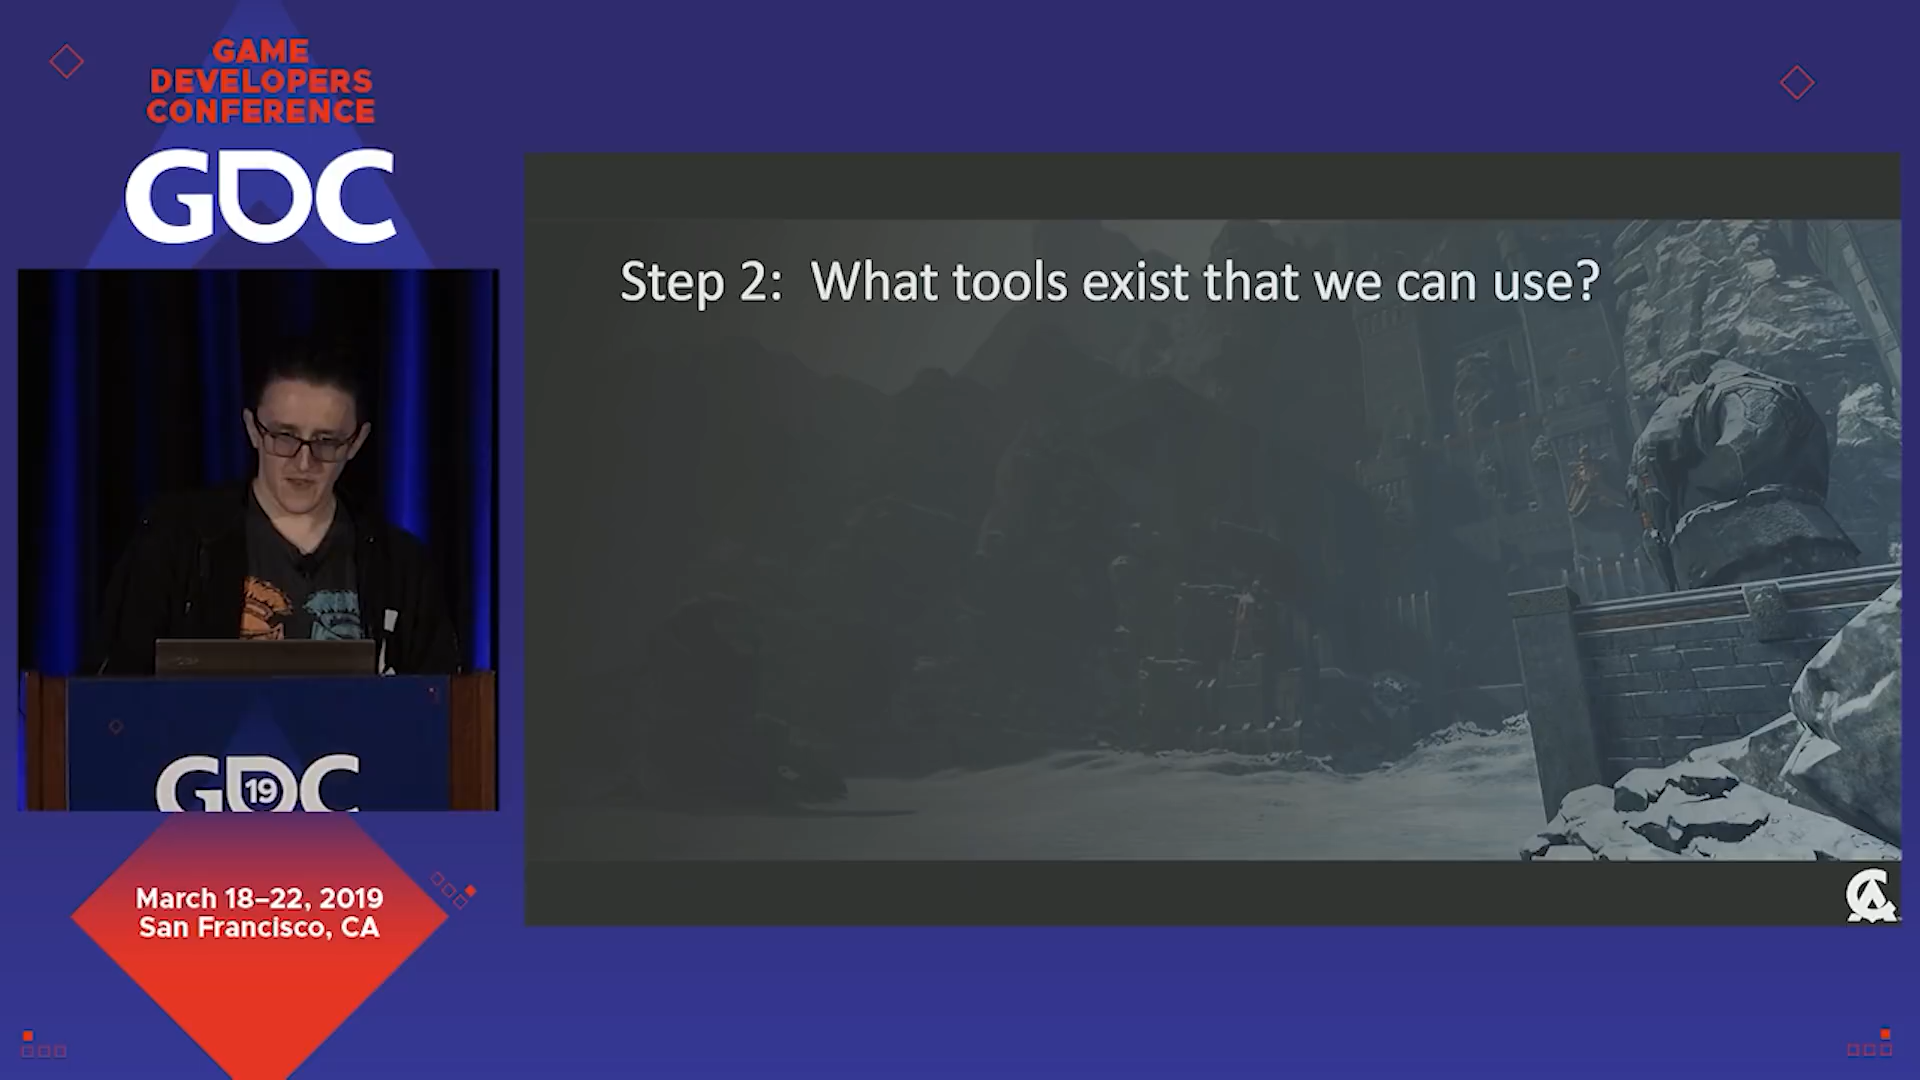 GAME
DEVELOPERS
CONFERENCE
GDC
Step 2: What tools exist that we can use?
GDC
19
March 18–22, 2019
San Francisco, CA
CA